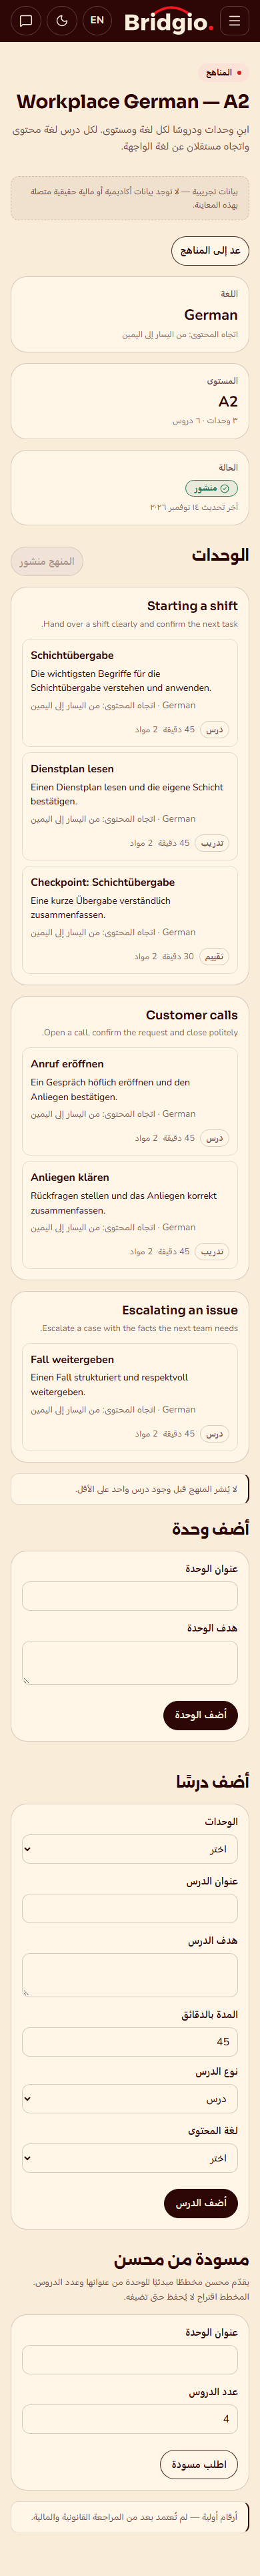 EN
Bridgio.
المناهج
Workplace German — A2
ابنِ وحدات ودروسًا لكل لغة ومستوى. لكل درس لغة محتوى
واتجاه مستقلان عن لغة الواجهة.
بيانات تجريبية — لا توجد بيانات أكاديمية أو مالية حقيقية متصلة
بهذه المعاينة.
عد إلى المناهج
اللغة
German
اتجاه المحتوى: من اليسار إلى اليمين
المستوى
A2
٣ وحدات · ٦ دروس
الحالة
منشور
آخر تحديث ١٤ نوفمبر ٢٠٢٦
الوحدات
المنهج منشور
Starting a shift
Hand over a shift clearly and confirm the next task.
Schichtübergabe
Die wichtigsten Begriffe für die
Schichtübergabe verstehen und anwenden.
German · اتجاه المحتوى: من اليسار إلى اليمين
درس 45 دقيقة 2 مواد
Dienstplan lesen
Einen Dienstplan lesen und die eigene Schicht
bestätigen.
German · اتجاه المحتوى: من اليسار إلى اليمين
تدريب 45 دقيقة 2 مواد
Checkpoint: Schichtübergabe
Eine kurze Übergabe verständlich
zusammenfassen.
German · اتجاه المحتوى: من اليسار إلى اليمين
تقييم 30 دقيقة 2 مواد
Customer calls
Open a call, confirm the request and close politely.
Anruf eröffnen
Ein Gespräch höflich eröffnen und den
Anliegen bestätigen.
German · اتجاه المحتوى: من اليسار إلى اليمين
درس 45 دقيقة 2 مواد
Anliegen klären
Rückfragen stellen und das Anliegen korrekt
zusammenfassen.
German · اتجاه المحتوى: من اليسار إلى اليمين
تدريب 45 دقيقة 2 مواد
Escalating an issue
Escalate a case with the facts the next team needs.
Fall weitergeben
Einen Fall strukturiert und respektvoll
weitergeben.
German · اتجاه المحتوى: من اليسار إلى اليمين
درس 45 دقيقة 2 مواد
لا يُنشر المنهج قبل وجود درس واحد على الأقل.
أضف وحدة
عنوان الوحدة
هدف الوحدة
أضف الوحدة
أضف درسًا
الوحدات
اختر
عنوان الدرس
هدف الدرس
المدة بالدقائق
45
نوع الدرس
درس
لغة المحتوى
اختر
أضف الدرس
مسودة من محسن
يقدّم محسن مخططًا مبدئيًا للوحدة من عنوانها وعدد الدروس.
المخطط اقتراح لا يُحفظ حتى تضيفه.
عنوان الوحدة
عدد الدروس
4
اطلب مسودة
أرقام أولية — لم تُعتمد بعد من المراجعة القانونية والمالية.